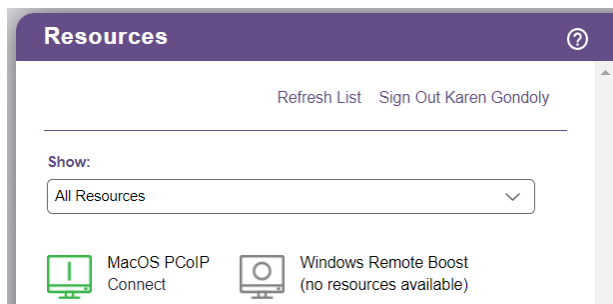 Resources
Refresh List Sign Out Karen Gondoly
Show:
All Resources
MacOS PCoIP
Connect
Windows Remote Boost
(no resources available)